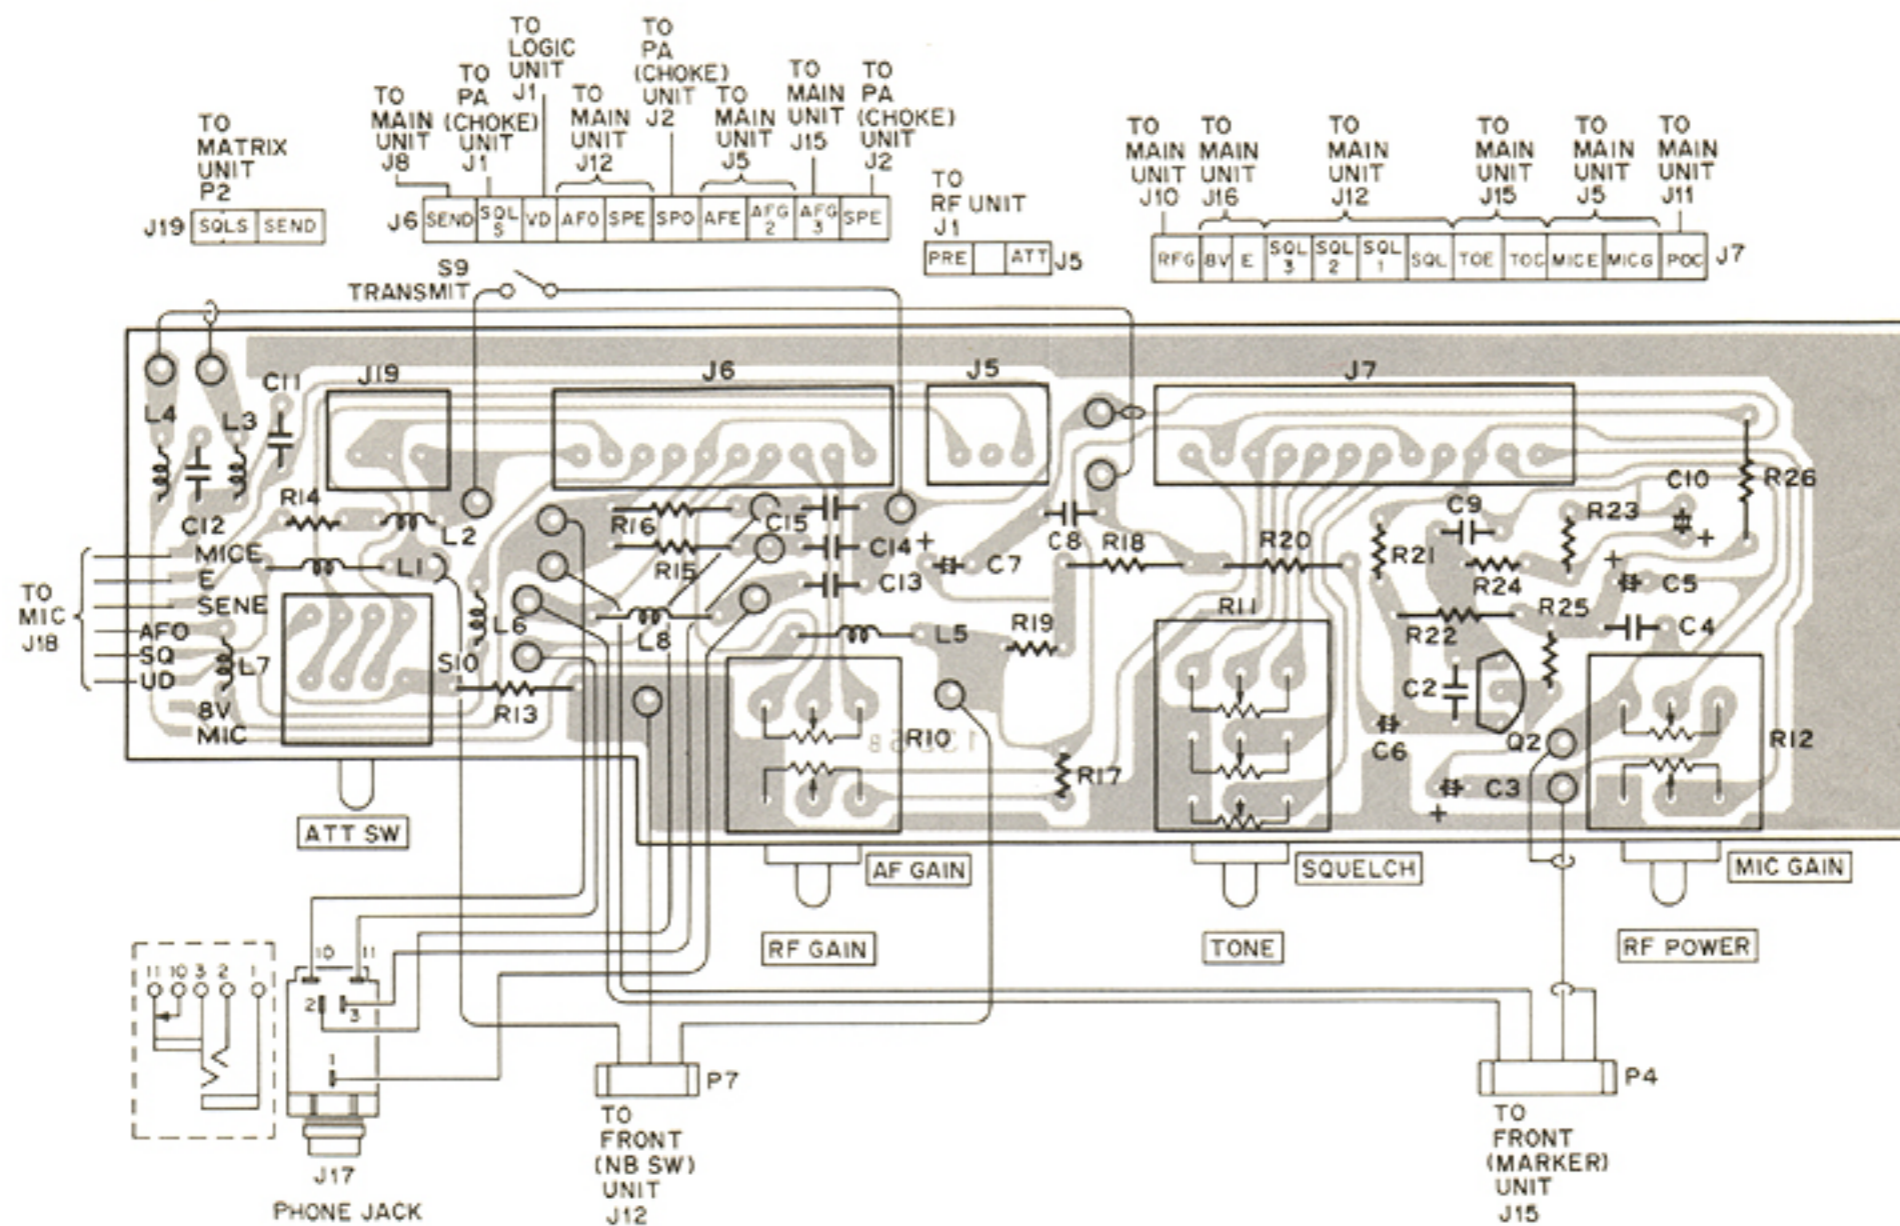 TO
MATRIX
UNIT
P2
J19 SQLS SEND
TO
MAIN
UNIT
J8
TO
PA
(CHOKE)
UNIT
J1
TO
LOGIC
UNIT
J1
TO
MAIN
UNIT
J12
TO
PA
(CHOKE)
UNIT
J2
TO
MAIN
UNIT
J5
TO
MAIN
UNIT
J15
TO
PA
(CHOKE)
UNIT
J2
J6 SEND SQL S VD AFO SPE SPO AFE AFG 2 AFG 3 SPE
TO
RF UNIT
J1
PRE ATT J5
TO
MAIN
UNIT
J10
TO
MAIN
UNIT
J16
TO
MAIN
UNIT
J12
TO
MAIN
UNIT
J15
TO
MAIN
UNIT
J5
TO
MAIN
UNIT
J11
RFG 8V E SQL 3 SQL 2 SQL 1 SQL TOE TOC MICE MICG POC J7
S9
TRANSMIT
L4
L3
C11
J19
J6
J5
J7
C12
R14
L2
R16
C15
C14
R15
C13
L1
C7
C8
R18
R20
R21
C9
R23
C10
R26
R24
C5
R25
R22
C4
TO
MIC
J18
MICE
E
SENE
AFO
SQ
UD
8V
MIC
L7
S10
L6
L8
L5
R19
R11
R13
R10
R17
C2
C6
Q2
C3
R12
+
+
+
+
ATT SW
AF GAIN
SQUELCH
MIC GAIN
RF GAIN
TONE
RF POWER
11 10 3 2 1
10 11
2 3
1
J17
PHONE JACK
P7
TO
FRONT
(NB SW)
UNIT
J12
P4
TO
FRONT
(MARKER)
UNIT
J15